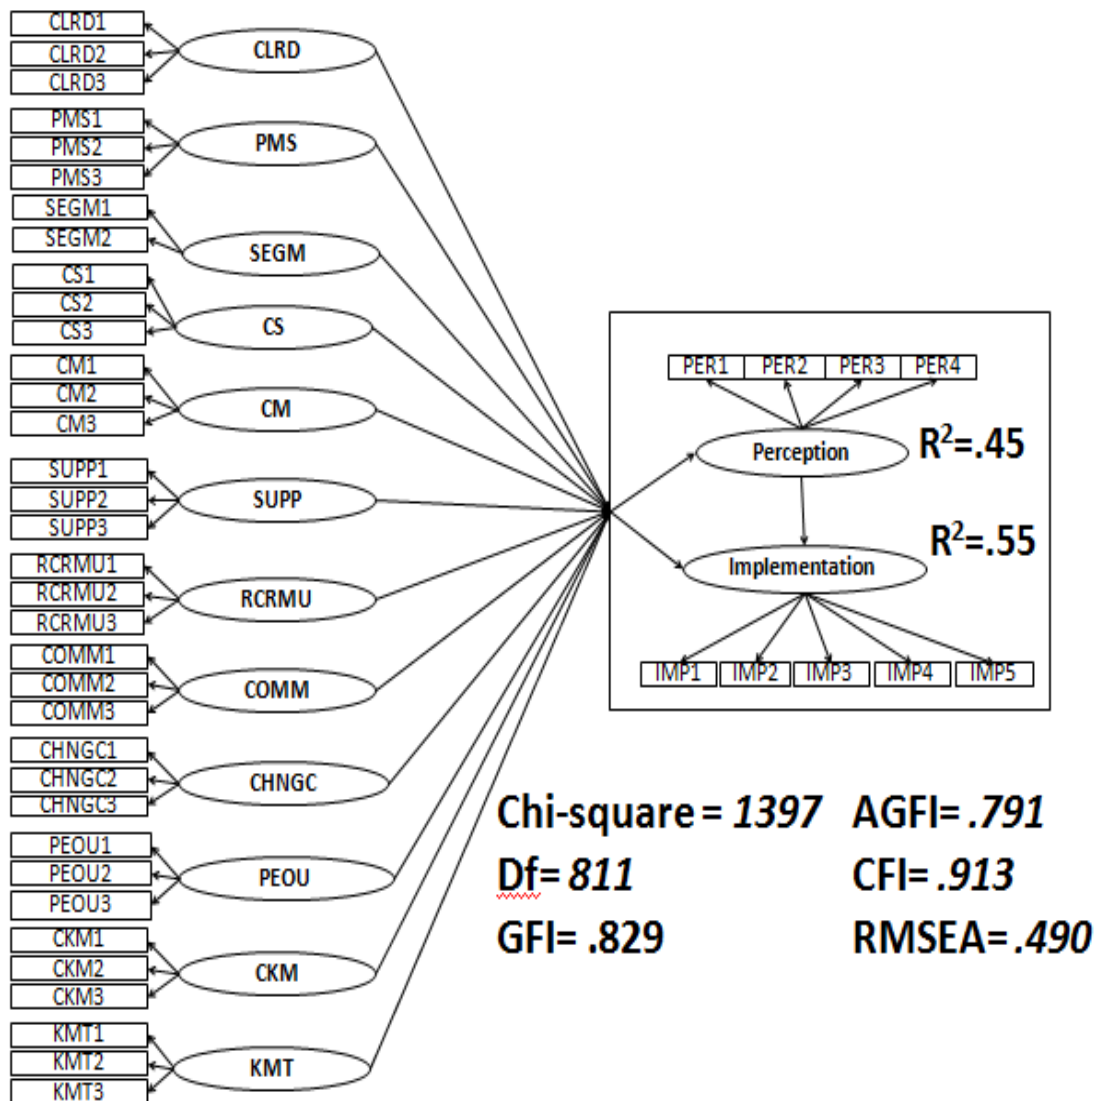 CLRD1
CLRD2
CLRD3
CLRD
PMS1
PMS2
PMS3
PMS
SEGM1
SEGM2
SEGM
CS1
CS2
CS3
CS
CM1
CM2
CM3
CM
SUPP1
SUPP2
SUPP3
SUPP
RCRMU1
RCRMU2
RCRMU3
RCRMU
COMM1
COMM2
COMM3
COMM
CHNGC1
CHNGC2
CHNGC3
CHNGC
PEOU1
PEOU2
PEOU3
PEOU
CKM1
CKM2
CKM3
CKM
KMT1
KMT2
KMT3
KMT
PER1 PER2 PER3 PER4
Perception R²=.45
R²=.55
Implementation
IMP1 IMP2 IMP3 IMP4 IMP5
Chi-square = 1397 AGFI= .791
Df= 811 CFI= .913
GFI= .829 RMSEA= .490